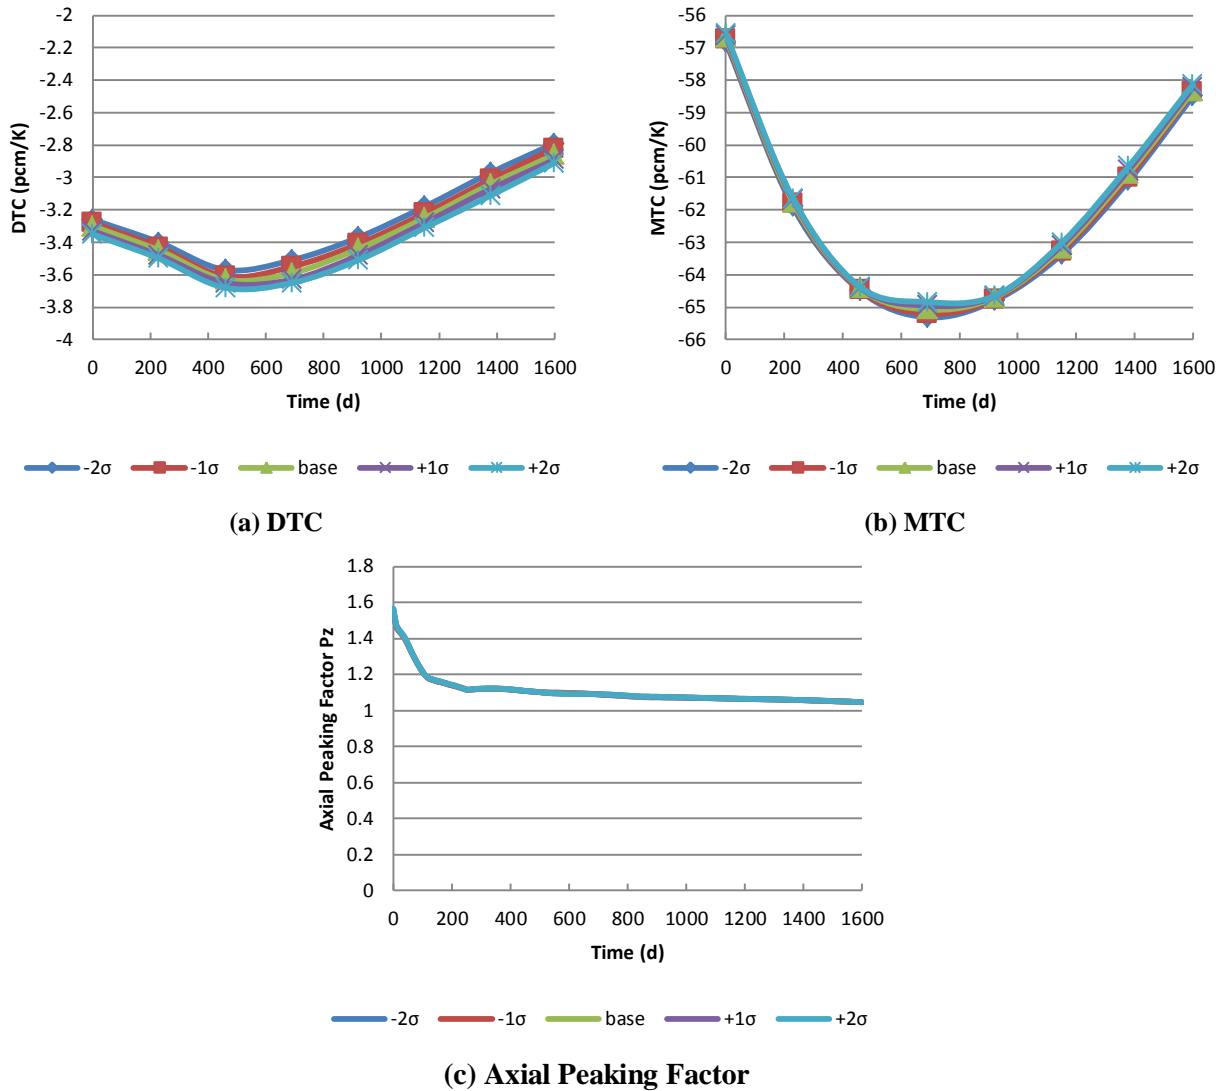 -2
-2.2
-2.4
-2.6
-2.8
-3
-3.2
-3.4
-3.6
-3.8
-4
DTC (pcm/K)
0 200 400 600 800 1000 1200 1400 1600
Time (d)
-2σ -1σ base +1σ +2σ
(a) DTC
-56
-57
-58
-59
-60
-61
-62
-63
-64
-65
-66
MTC (pcm/K)
0 200 400 600 800 1000 1200 1400 1600
Time (d)
-2σ -1σ base +1σ +2σ
(b) MTC
1.8
1.6
1.4
1.2
1
0.8
0.6
0.4
0.2
0
Axial Peaking Factor Pz
0 200 400 600 800 1000 1200 1400 1600
Time (d)
-2σ -1σ base +1σ +2σ
(c) Axial Peaking Factor